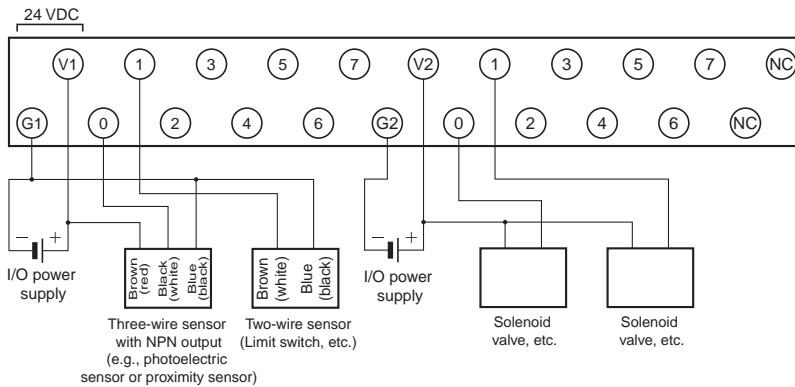 24 VDC
V1 1 3 5 7 V2 1 3 5 7 NC
G1 0 2 4 6 G2 0 2 4 6 NC
− + − +
I/O power
supply
Brown
(red)
Black
(white)
Blue
(black)
Brown
(white)
Blue
(black)
I/O power
supply
Three-wire sensor
with NPN output
(e.g., photoelectric
sensor or proximity sensor)
Two-wire sensor
(Limit switch, etc.)
Solenoid
valve, etc.
Solenoid
valve, etc.